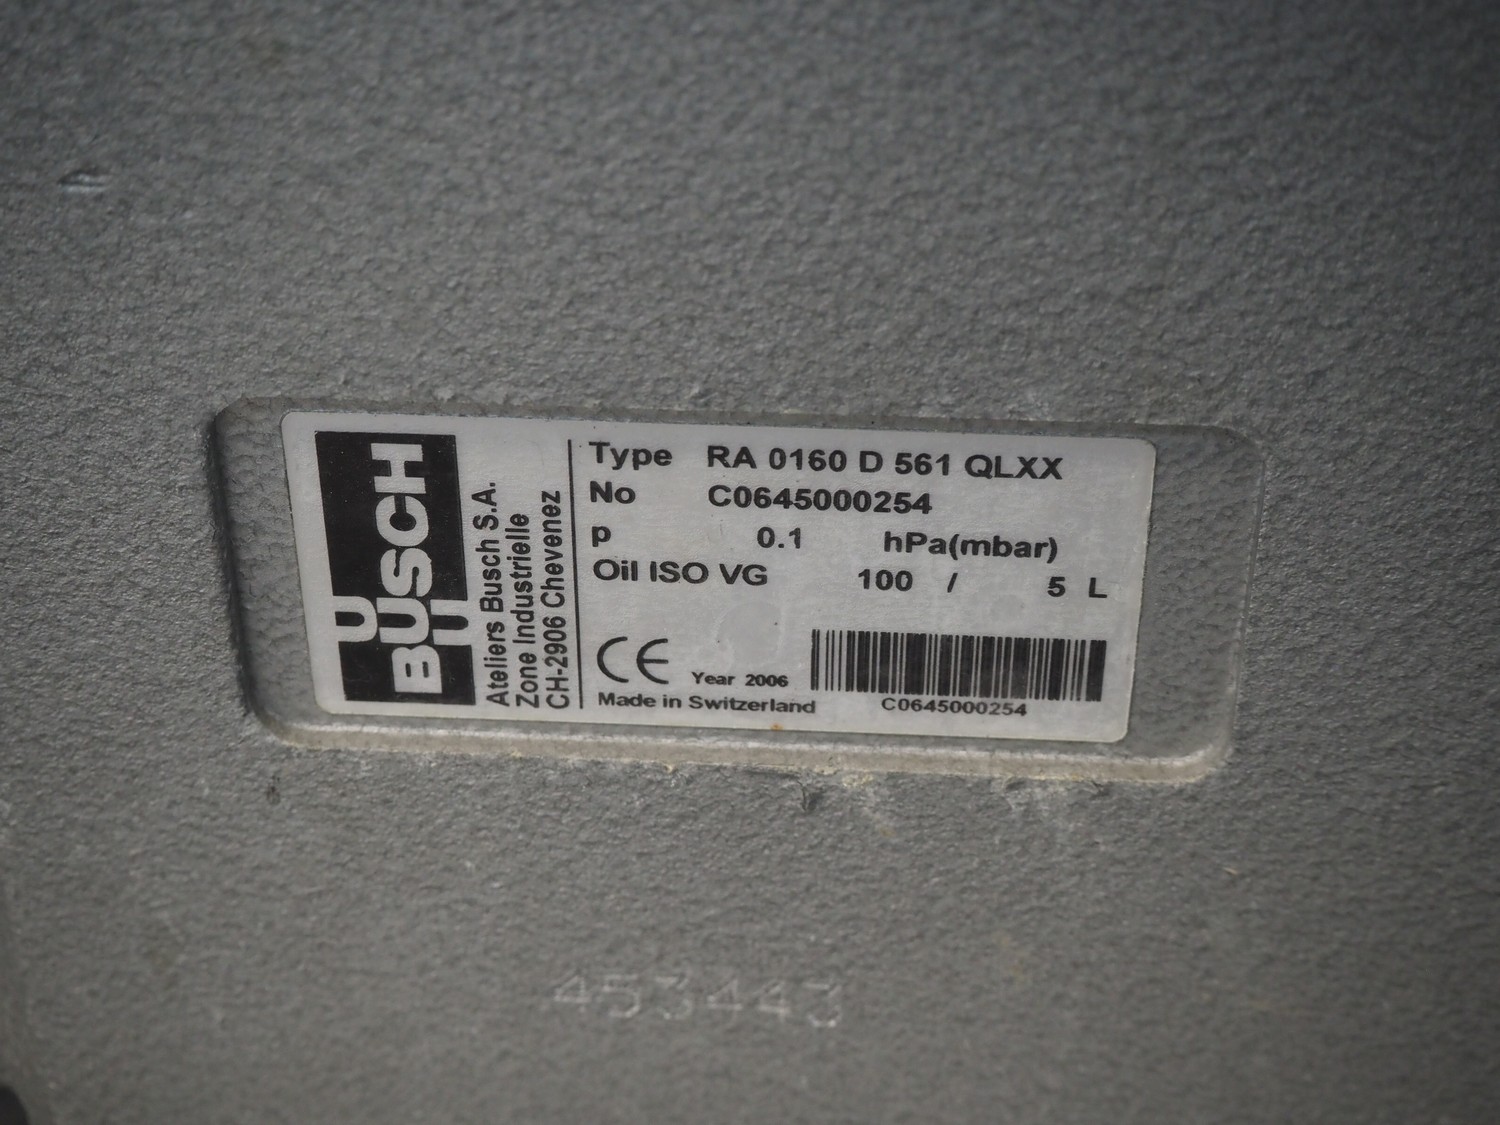 U
BUSCH
U
Ateliers Busch S.A.
Zone Industrielle
CH-2906 Chevenez
Type RA 0160 D 561 QLXX
No C0645000254
p 0.1 hPa(mbar)
Oil ISO VG 100 / 5 L
CE Year 2006
Made in Switzerland
C0645000254
453443